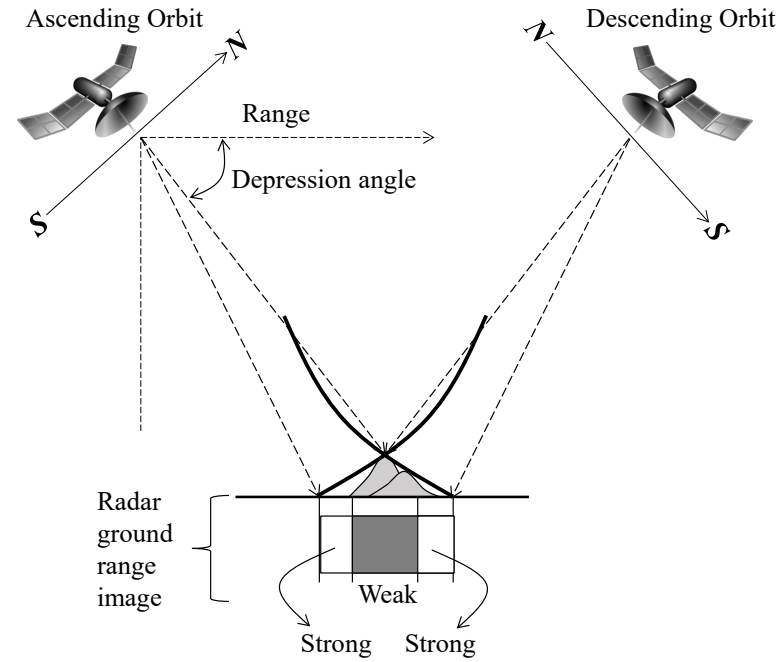 Ascending Orbit
Descending Orbit
N
N
Range
Depression angle
S
S
Radar
ground
range
image
Weak
Strong
Strong